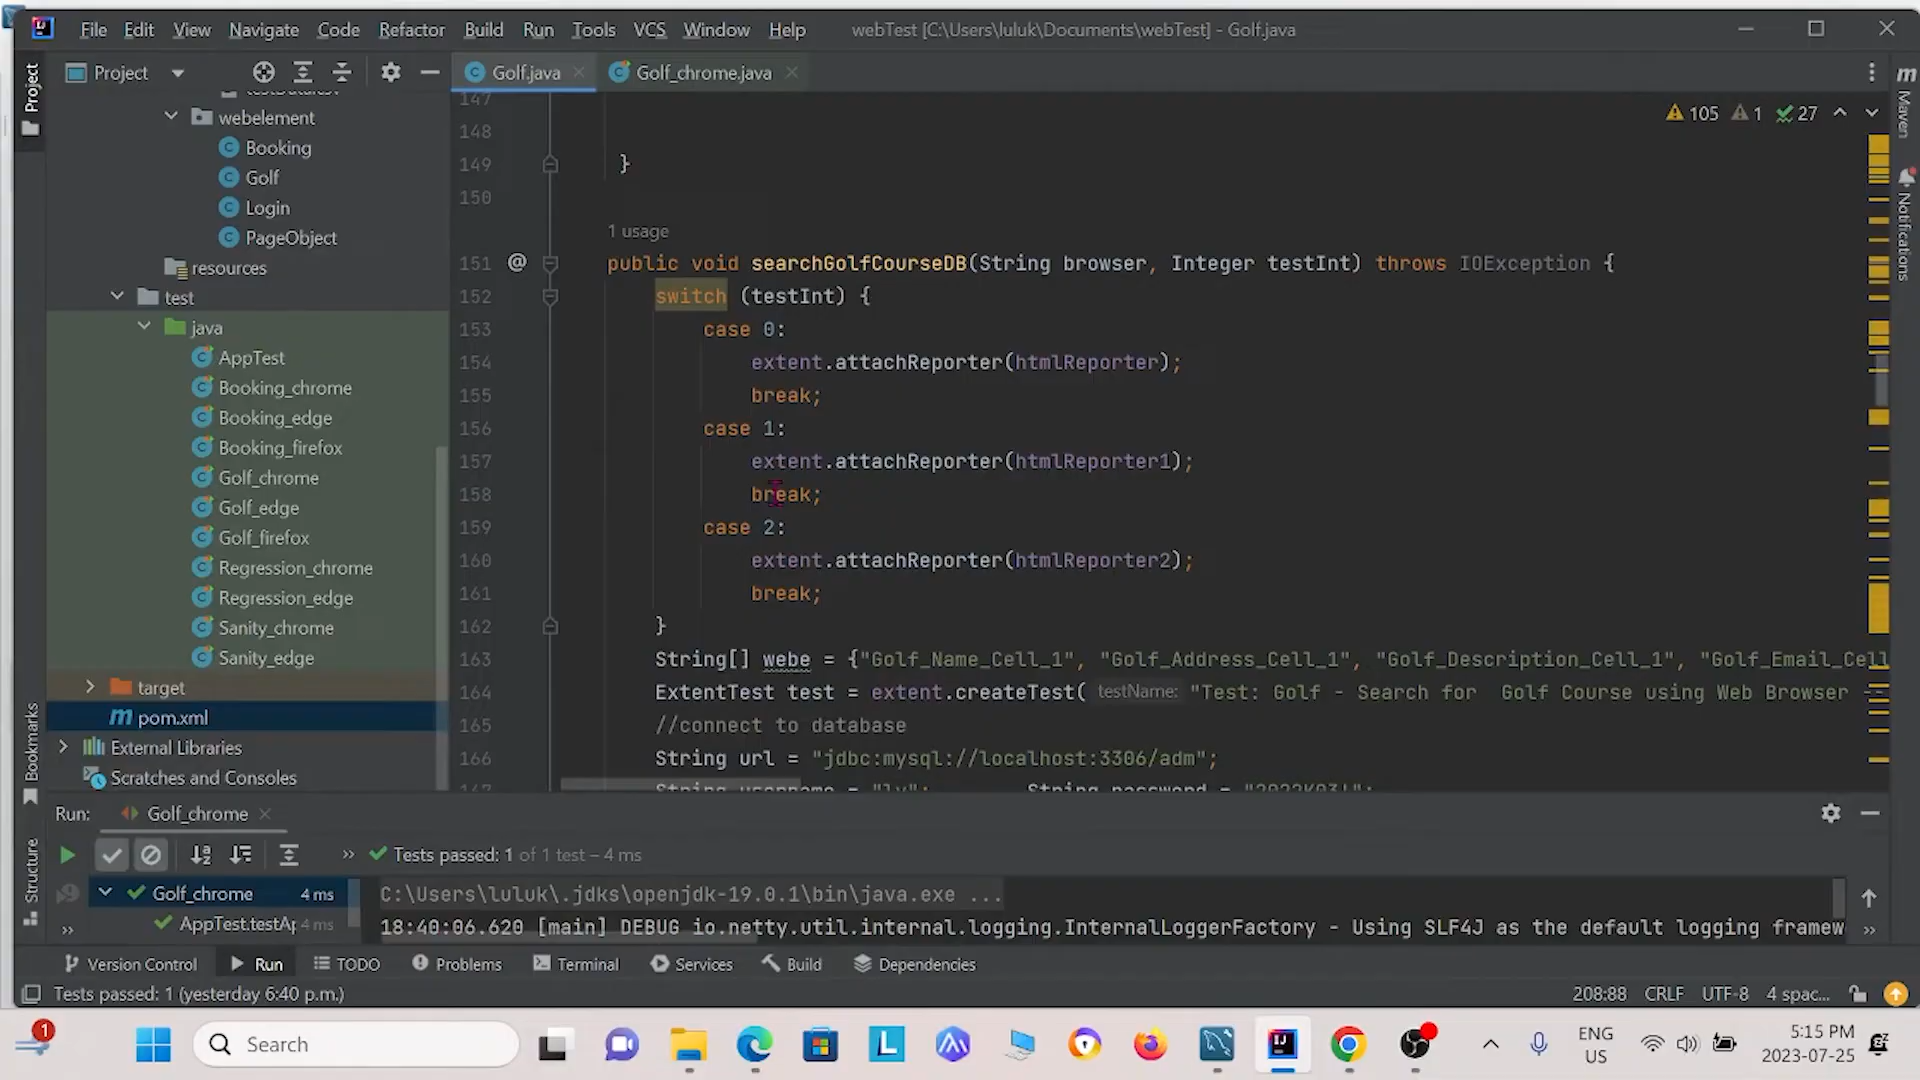 File Edit View Navigate Code Refactor Build Run Tools VCS Window Help webTest [C:\Users\luluk\Documents\webTest] - Golf.java
Project
Golf.java
Golf_chrome.java
Project
webelement
Booking
Golf
Login
PageObject
resources
test
java
AppTest
Booking_chrome
Booking_edge
Booking_firefox
Golf_chrome
Golf_edge
Golf_firefox
Regression_chrome
Regression_edge
Sanity_chrome
Sanity_edge
target
pom.xml
External Libraries
Scratches and Consoles
Bookmarks
Structure
147
148
149 }
150
1 usage
151 @ public void searchGolfCourseDB(String browser, Integer testInt) throws IOException {
152 switch (testInt) {
153 case 0:
154 extent.attachReporter(htmlReporter);
155 break;
156 case 1:
157 extent.attachReporter(htmlReporter1);
158 break;
159 case 2:
160 extent.attachReporter(htmlReporter2);
161 break;
162 }
163 String[] webe = {"Golf_Name_Cell_1", "Golf_Address_Cell_1", "Golf_Description_Cell_1", "Golf_Email_Cell
164 ExtentTest test = extent.createTest( testName: "Test: Golf - Search for  Golf Course using Web Browser --
165 //connect to database
166 String url = "jdbc:mysql://localhost:3306/adm";
105 1 27
m
Maven
Notifications
Run: Golf_chrome
Tests passed: 1 of 1 test – 4 ms
Golf_chrome 4 ms
AppTest.testAp 4 ms
C:\Users\luluk\.jdks\openjdk-19.0.1\bin\java.exe ...
18:40:06.620 [main] DEBUG io.netty.util.internal.logging.InternalLoggerFactory - Using SLF4J as the default logging framew
Version Control Run TODO Problems Terminal Services Build Dependencies
Tests passed: 1 (yesterday 6:40 p.m.)
208:88 CRLF UTF-8 4 spac...
1
Search
ENG
US
5:15 PM
2023-07-25